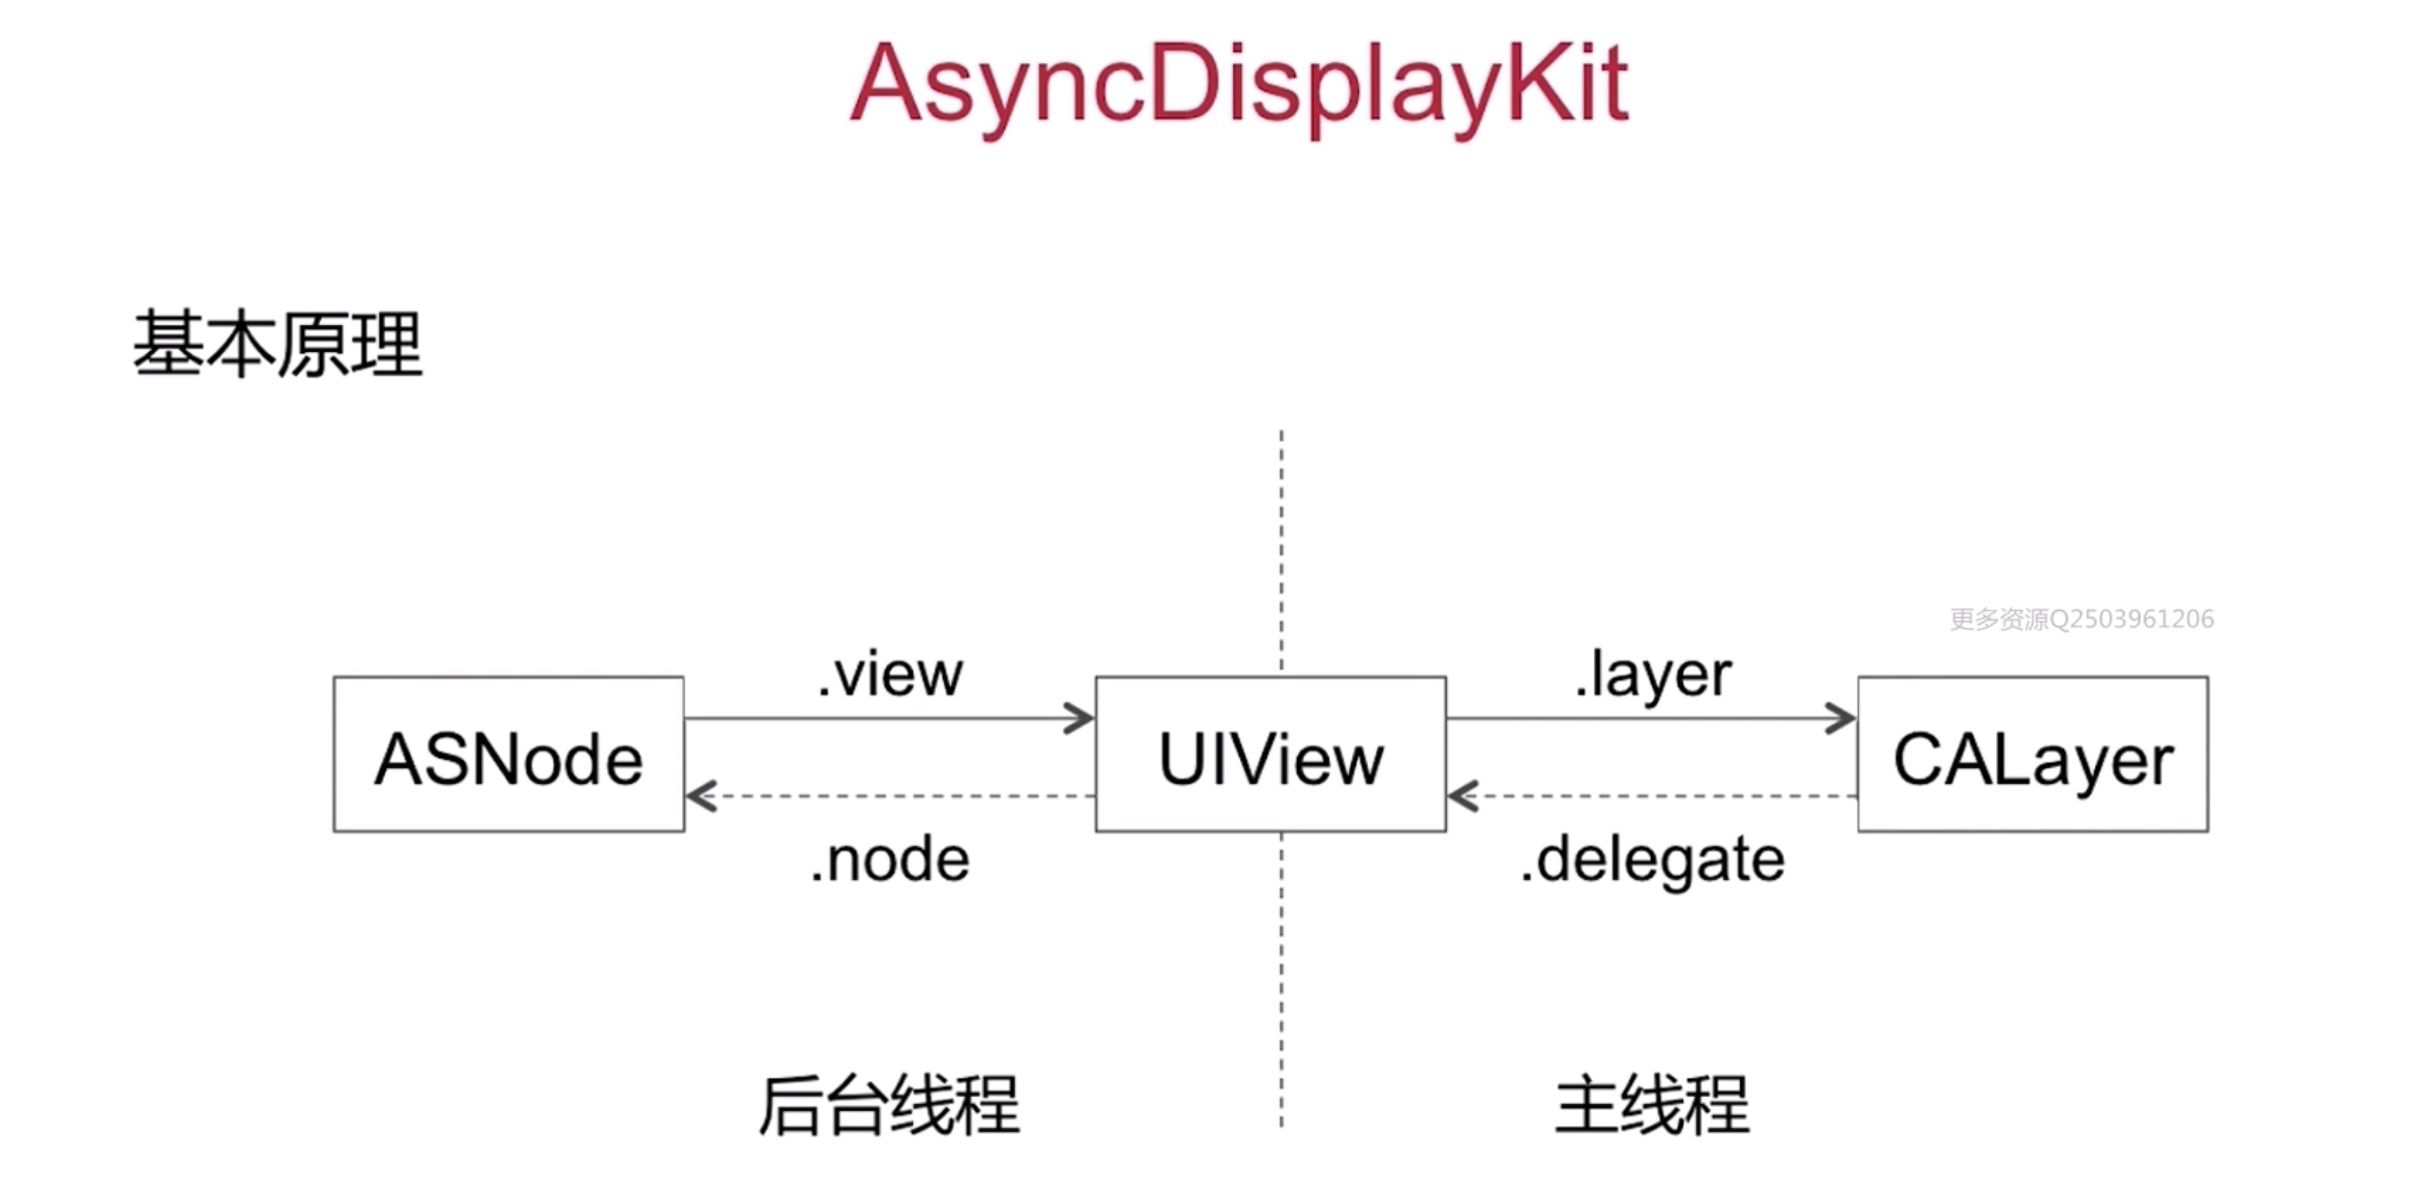 AsyncDisplayKit
基本原理
更多资源Q2503961206
.view
.layer
ASNode
UIView
CALayer
.node
.delegate
后台线程
主线程